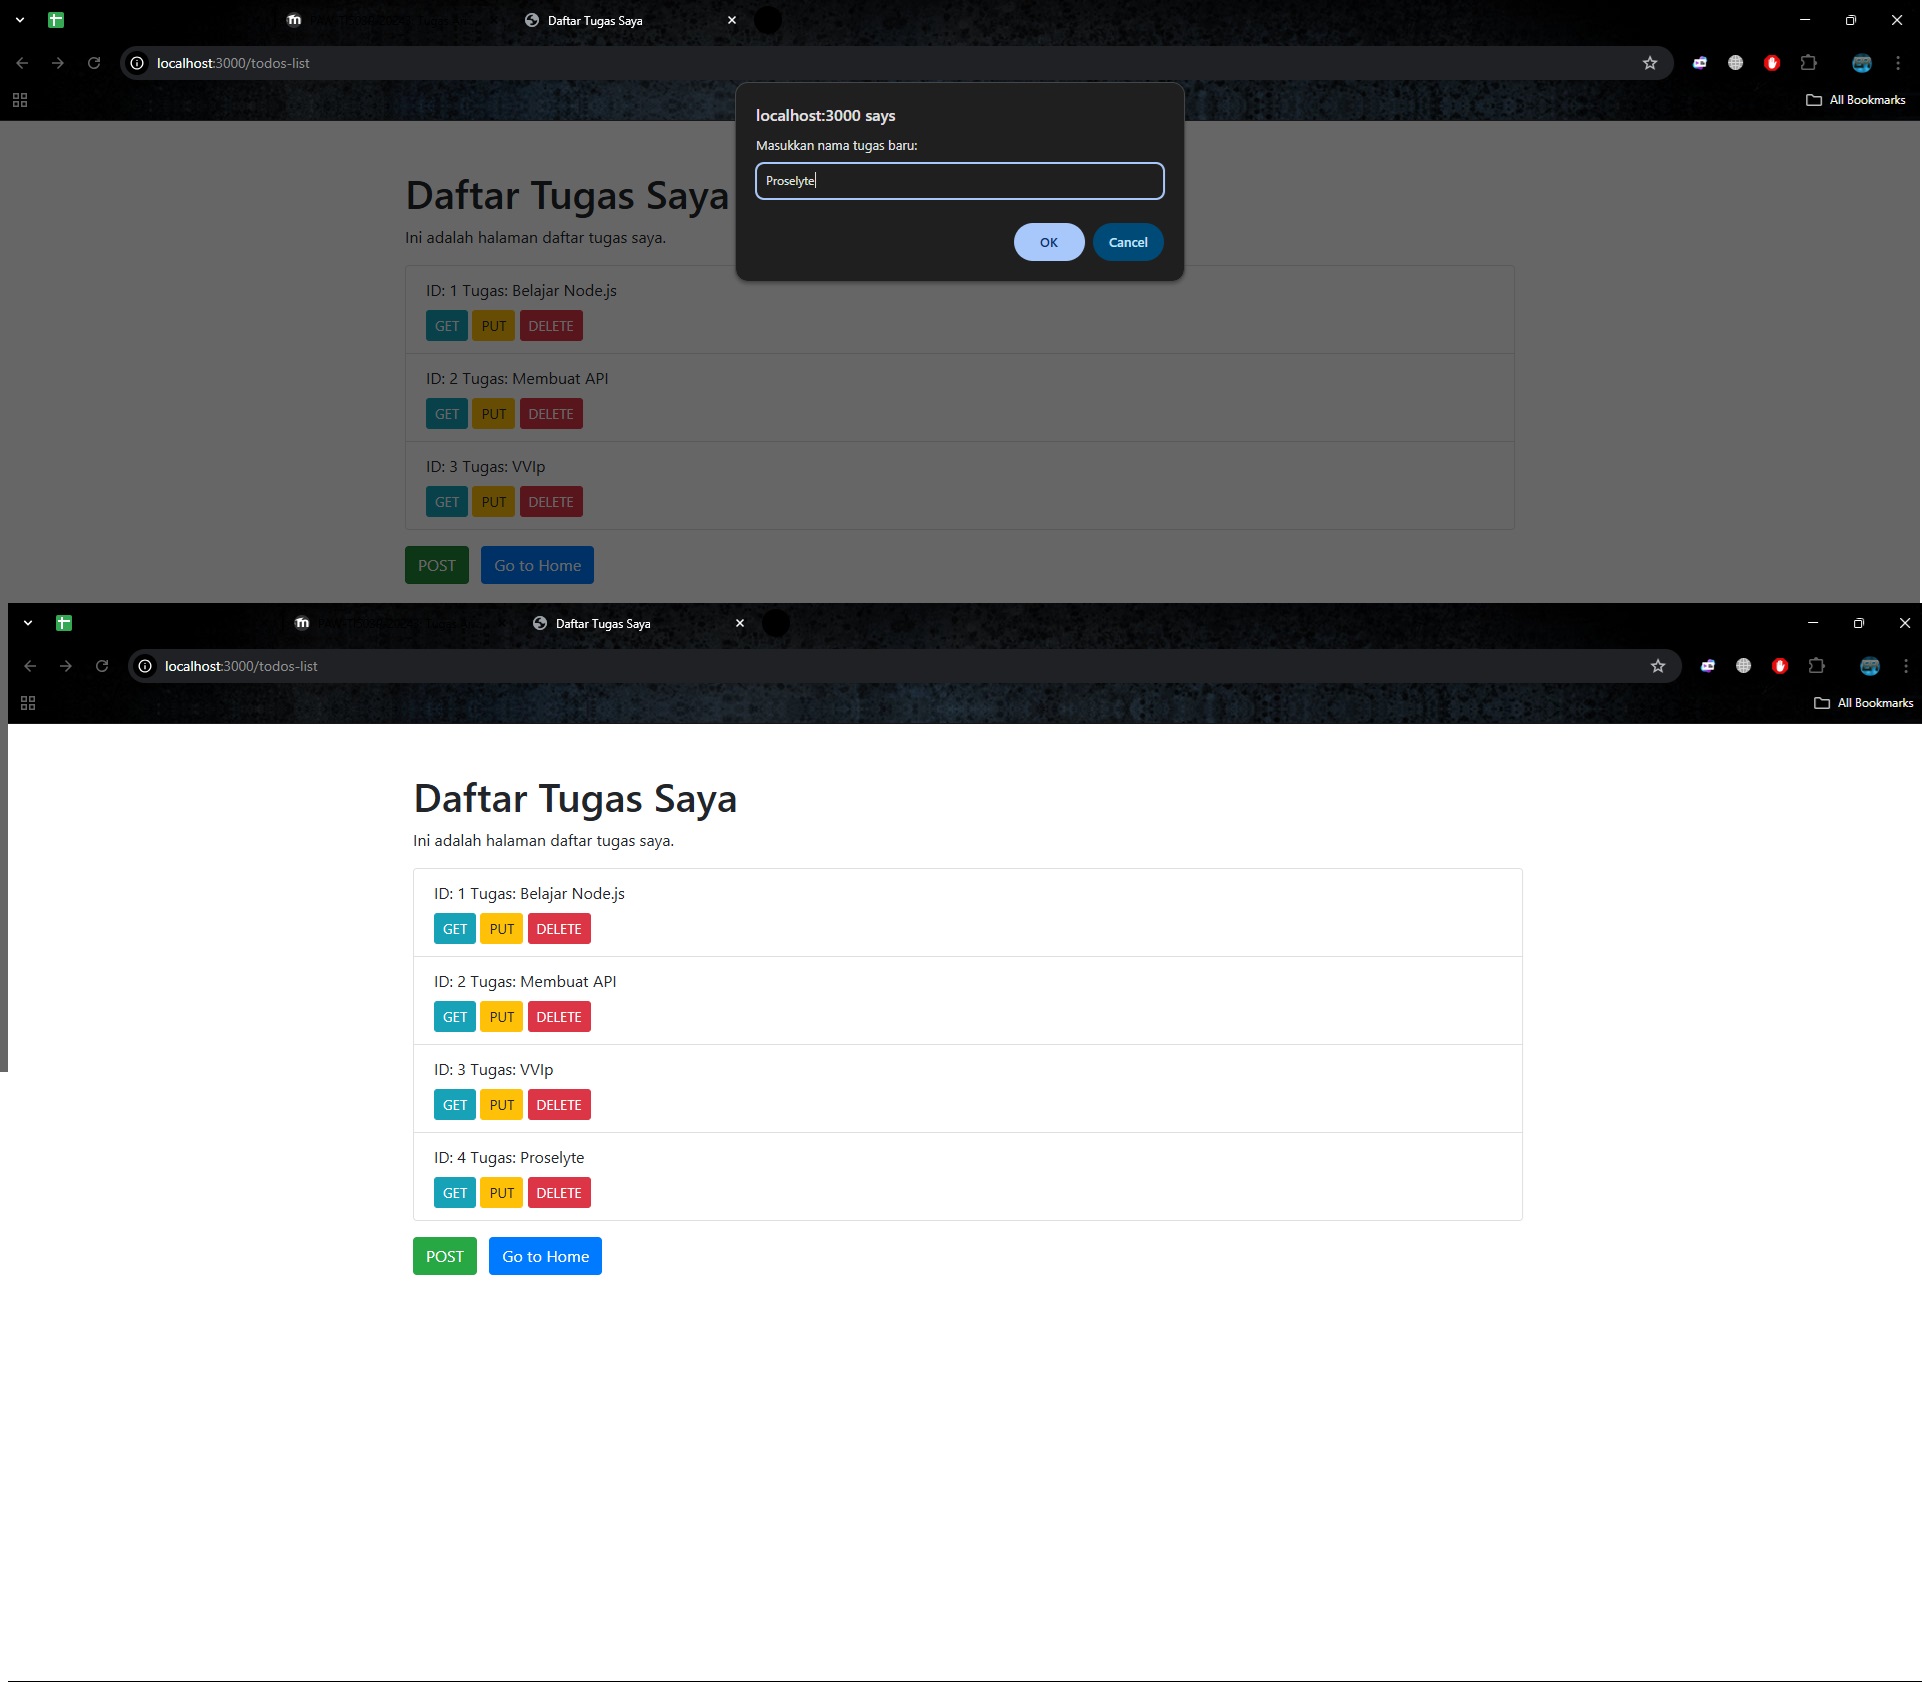 Daftar Tugas Saya
localhost:3000/todos-list
All Bookmarks
localhost:3000 says
Masukkan nama tugas baru:
Proselyte
OK Cancel
Daftar Tugas Saya
Ini adalah halaman daftar tugas saya.
ID: 1 Tugas: Belajar Node.js
GET PUT DELETE
ID: 2 Tugas: Membuat API
GET PUT DELETE
ID: 3 Tugas: VVIp
GET PUT DELETE
POST Go to Home
Daftar Tugas Saya
localhost:3000/todos-list
All Bookmarks
Daftar Tugas Saya
Ini adalah halaman daftar tugas saya.
ID: 1 Tugas: Belajar Node.js
GET PUT DELETE
ID: 2 Tugas: Membuat API
GET PUT DELETE
ID: 3 Tugas: VVIp
GET PUT DELETE
ID: 4 Tugas: Proselyte
GET PUT DELETE
POST Go to Home